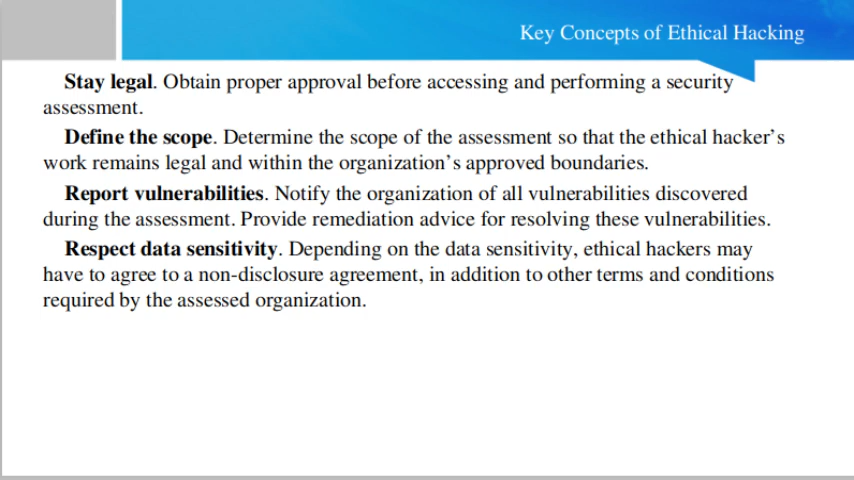 Key Concepts of Ethical Hacking
Stay legal. Obtain proper approval before accessing and performing a security
assessment.
Define the scope. Determine the scope of the assessment so that the ethical hacker’s
work remains legal and within the organization’s approved boundaries.
Report vulnerabilities. Notify the organization of all vulnerabilities discovered
during the assessment. Provide remediation advice for resolving these vulnerabilities.
Respect data sensitivity. Depending on the data sensitivity, ethical hackers may
have to agree to a non-disclosure agreement, in addition to other terms and conditions
required by the assessed organization.